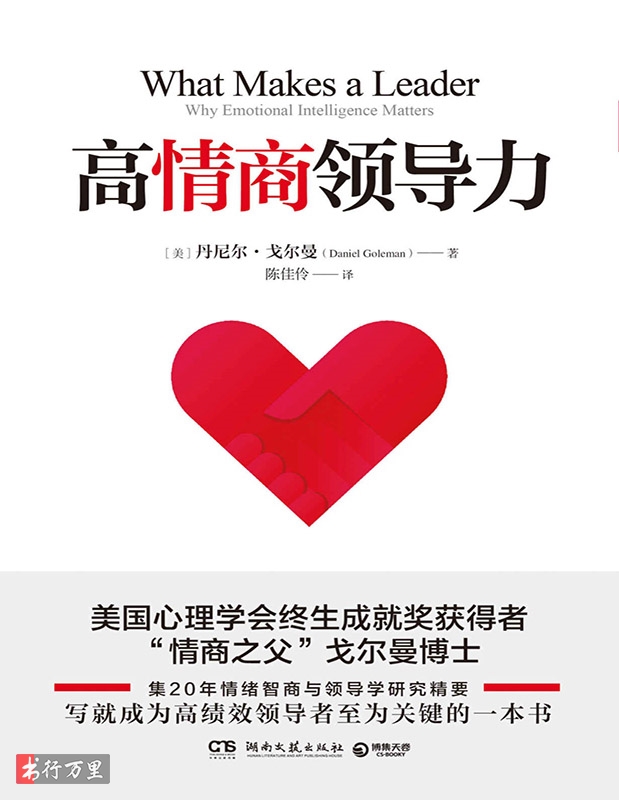 What Makes a Leader
Why Emotional Intelligence Matters
高情商领导力
[美]丹尼尔·戈尔曼(Daniel Goleman)——著
陈佳伶——译
美国心理学会终生成就奖获得者
“情商之父”戈尔曼博士
集20年情绪智商与领导学研究精要
写就成为高绩效领导者至为关键的一本书
湖南文艺出版社
HUNAN LITERATURE AND ART PUBLISHING HOUSE
博集天卷
CS-BOOKY
书行万里